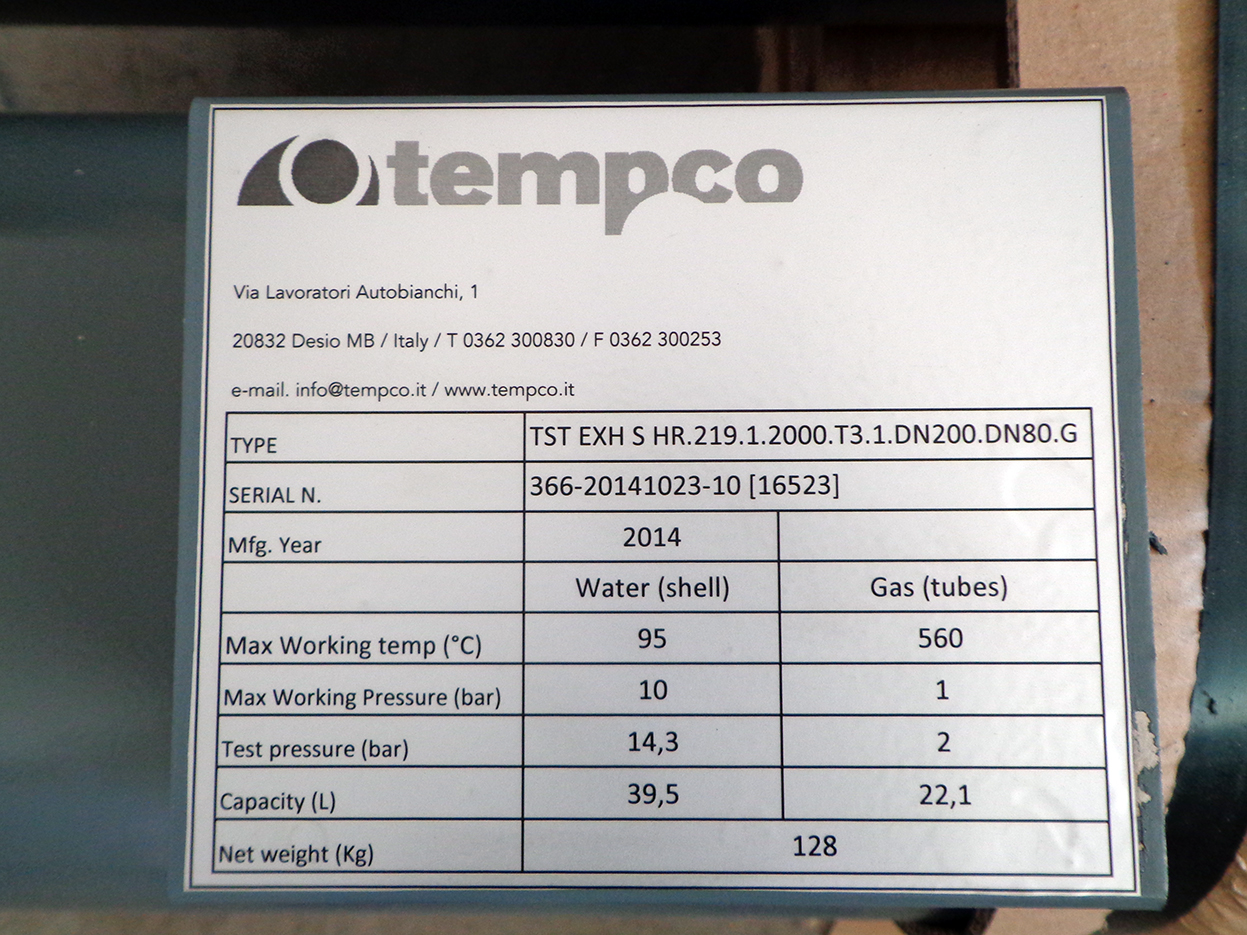 tempco
Via Lavoratori Autobianchi, 1
20832 Desio MB / Italy / T 0362 300830 / F 0362 300253
e-mail. info@tempco.it / www.tempco.it
TYPE TST EXH S HR.219.1.2000.T3.1.DN200.DN80.G
SERIAL N. 366-20141023-10 [16523]
Mfg. Year 2014
Water (shell) Gas (tubes)
Max Working temp (°C) 95 560
Max Working Pressure (bar) 10 1
Test pressure (bar) 14,3 2
Capacity (L) 39,5 22,1
Net weight (Kg) 128